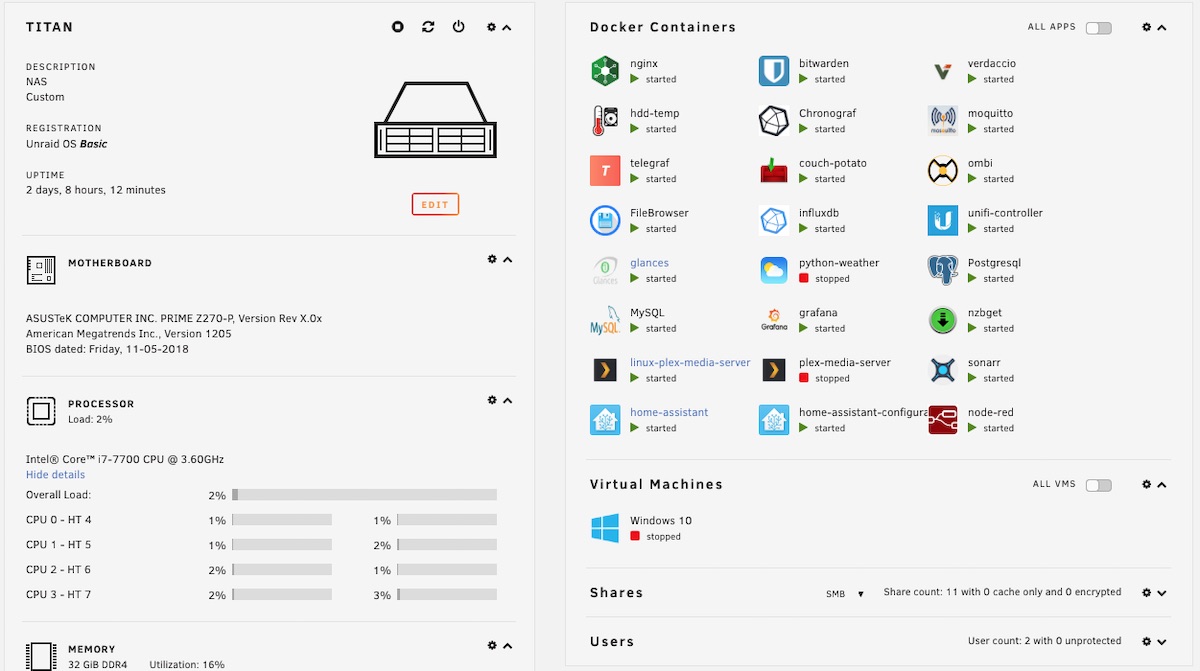 TITAN
DESCRIPTION
NAS
Custom
REGISTRATION
Unraid OS Basic
UPTIME
2 days, 8 hours, 12 minutes
EDIT
MOTHERBOARD
ASUSTeK COMPUTER INC. PRIME Z270-P, Version Rev X.0x
American Megatrends Inc., Version 1205
BIOS dated: Friday, 11-05-2018
PROCESSOR
Load: 2%
Intel® Core™ i7-7700 CPU @ 3.60GHz
Hide details
Overall Load: 2%
CPU 0 - HT 4 1% 1%
CPU 1 - HT 5 1% 2%
CPU 2 - HT 6 2% 1%
CPU 3 - HT 7 2% 3%
MEMORY
32 GiB DDR4 Utilization: 16%
Docker Containers ALL APPS
nginx bitwarden verdaccio
started started started
hdd-temp Chronograf moquitto
started started mosquitto started
T telegraf couch-potato ombi
started started started
FileBrowser influxdb U unifi-controller
started started started
glances python-weather Postgresql
Glances started stopped started
MySQL grafana nzbget
MySQL. started Grafana started started
linux-plex-media-server plex-media-server sonarr
started stopped started
home-assistant home-assistant-configura node-red
started started started
Virtual Machines ALL VMS
Windows 10
stopped
Shares SMB Share count: 11 with 0 cache only and 0 encrypted
Users User count: 2 with 0 unprotected